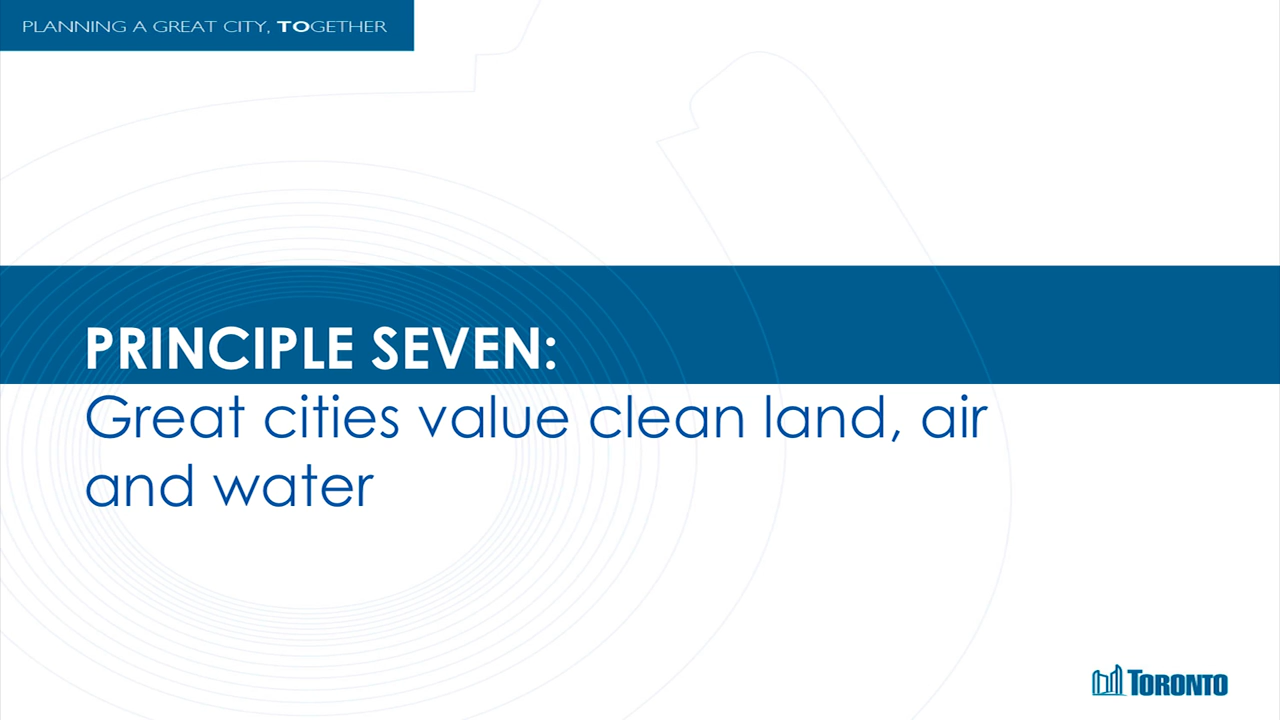 PLANNING A GREAT CITY, TOGETHER
PRINCIPLE SEVEN:
Great cities value clean land, air
and water
TORONTO